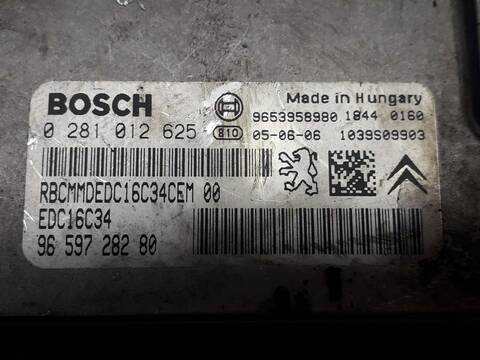 BOSCH
Made in Hungary
9653958980 1844 0160
0 281 012 625 810 05-06-06 1039S09903
RBCMMDEDC16C34CEM 00
EDC16C34
96 597 282 80